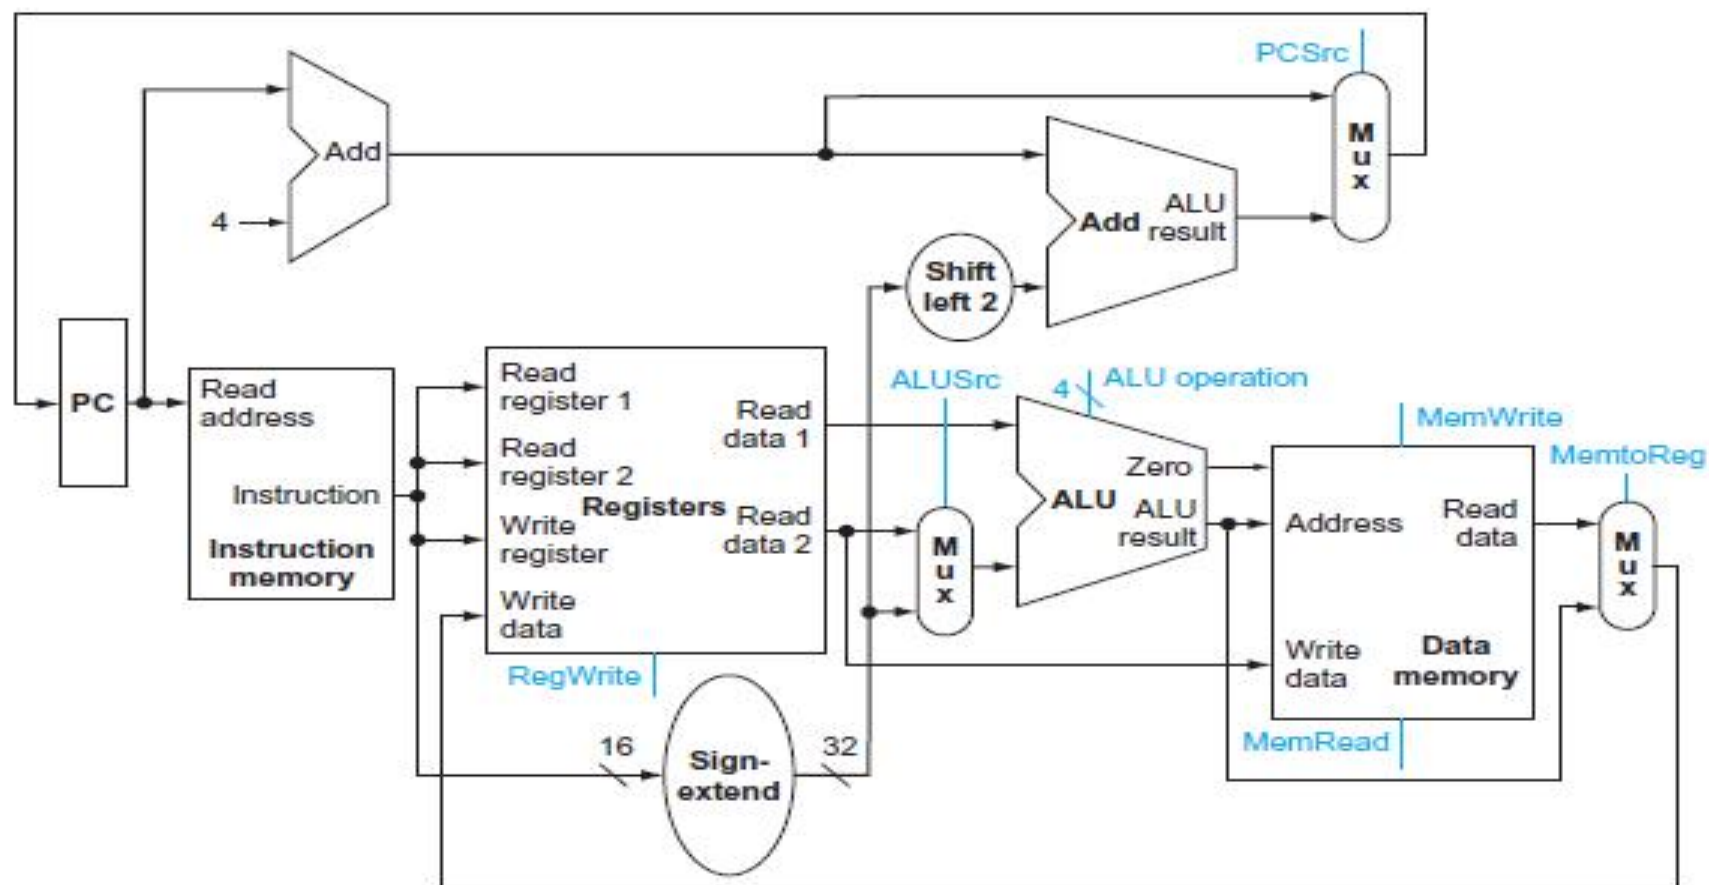 PCSrc
Add
4
M
u
x
Add
ALU
result
Shift
left 2
PC
Read
address
Instruction
Instruction
memory
Read
register 1
Read
register 2
Write
register
Write
data
Registers
Read
data 1
Read
data 2
RegWrite
ALUSrc
M
u
x
4
ALU operation
Zero
ALU
ALU
result
MemWrite
Address
Read
data
Write
data
Data
memory
MemRead
MemtoReg
M
u
x
16
Sign-
extend
32